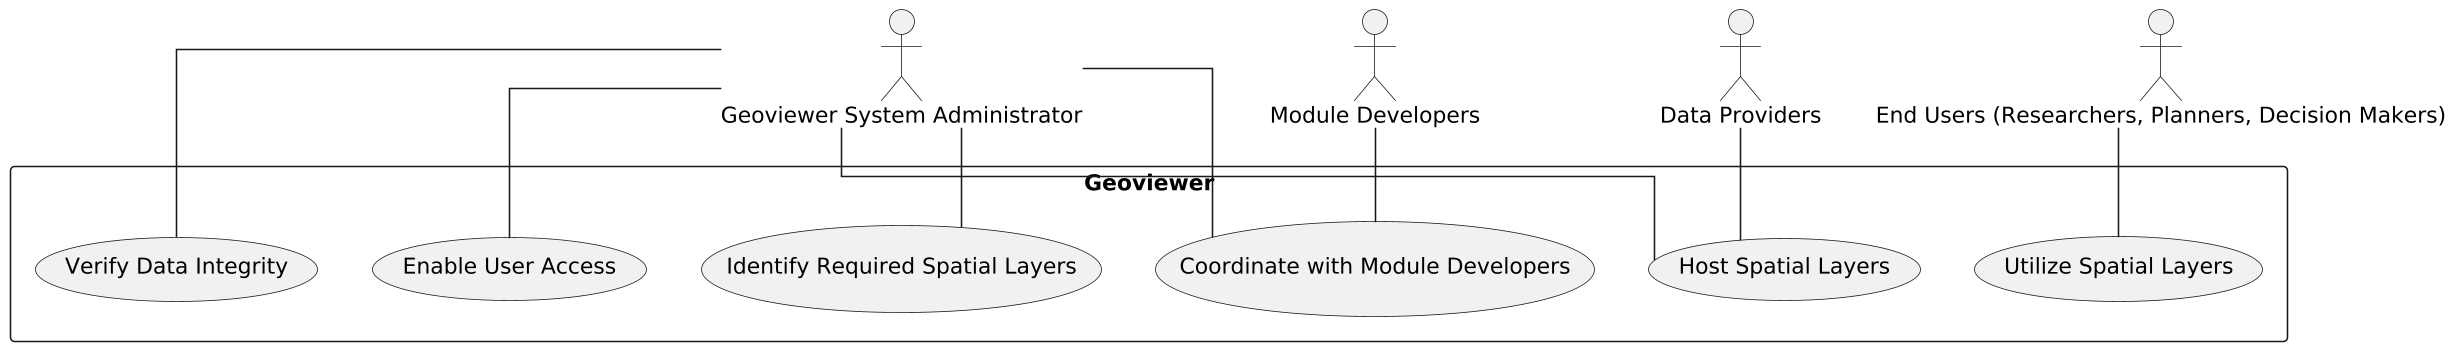 Geoviewer System Administrator
Module Developers
Data Providers
End Users (Researchers, Planners, Decision Makers)
Geoviewer
Verify Data Integrity
Enable User Access
Identify Required Spatial Layers
Coordinate with Module Developers
Host Spatial Layers
Utilize Spatial Layers